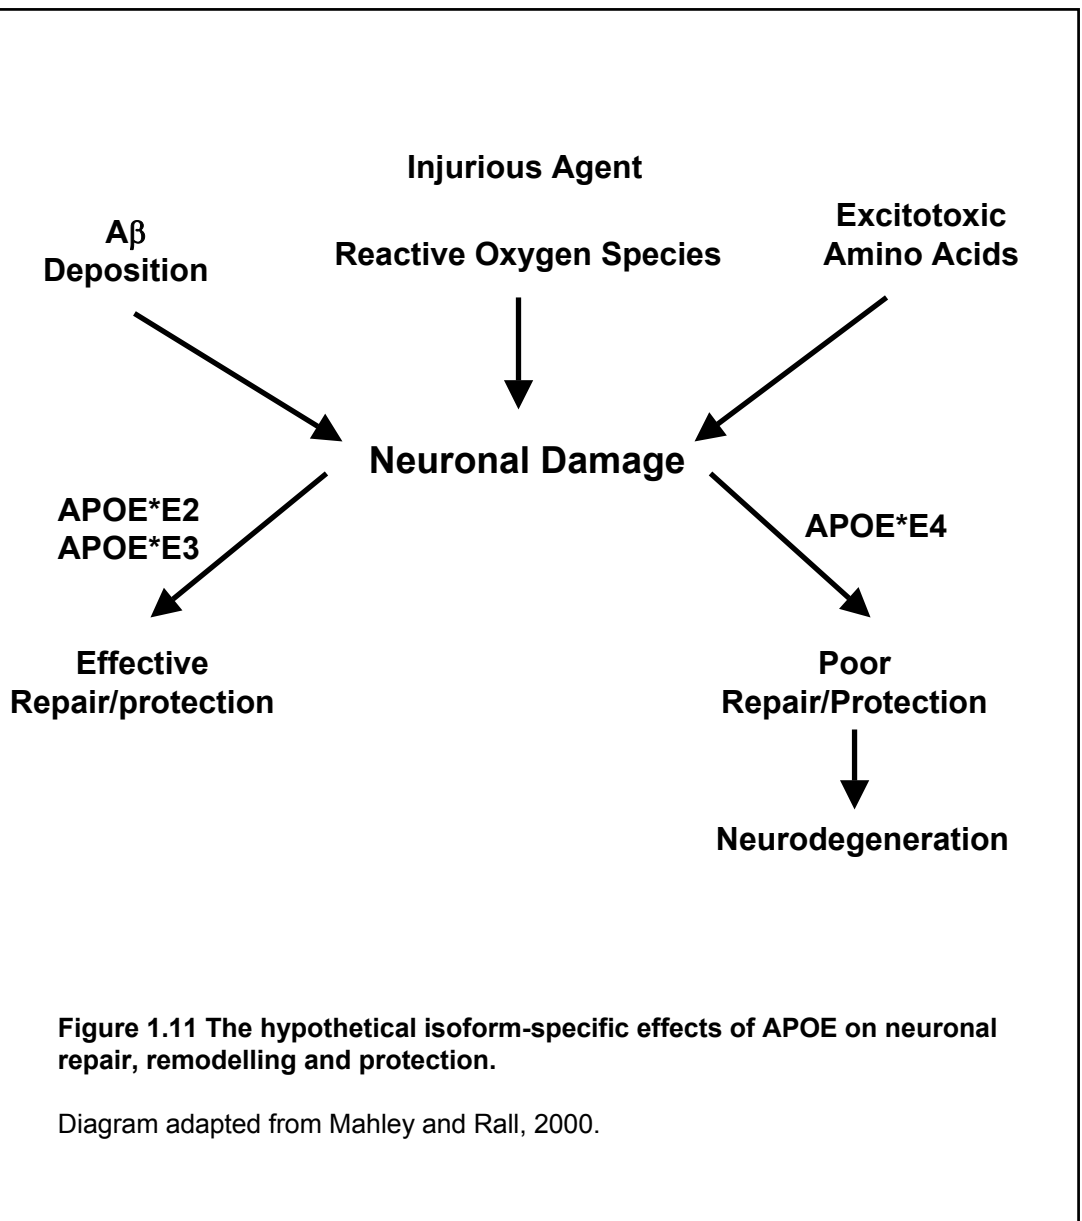 Injurious Agent
Aβ
Deposition
Reactive Oxygen Species
Excitotoxic
Amino Acids
Neuronal Damage
APOE*E2
APOE*E3
APOE*E4
Effective
Repair/protection
Poor
Repair/Protection
Neurodegeneration
Figure 1.11 The hypothetical isoform-specific effects of APOE on neuronal
repair, remodelling and protection.
Diagram adapted from Mahley and Rall, 2000.